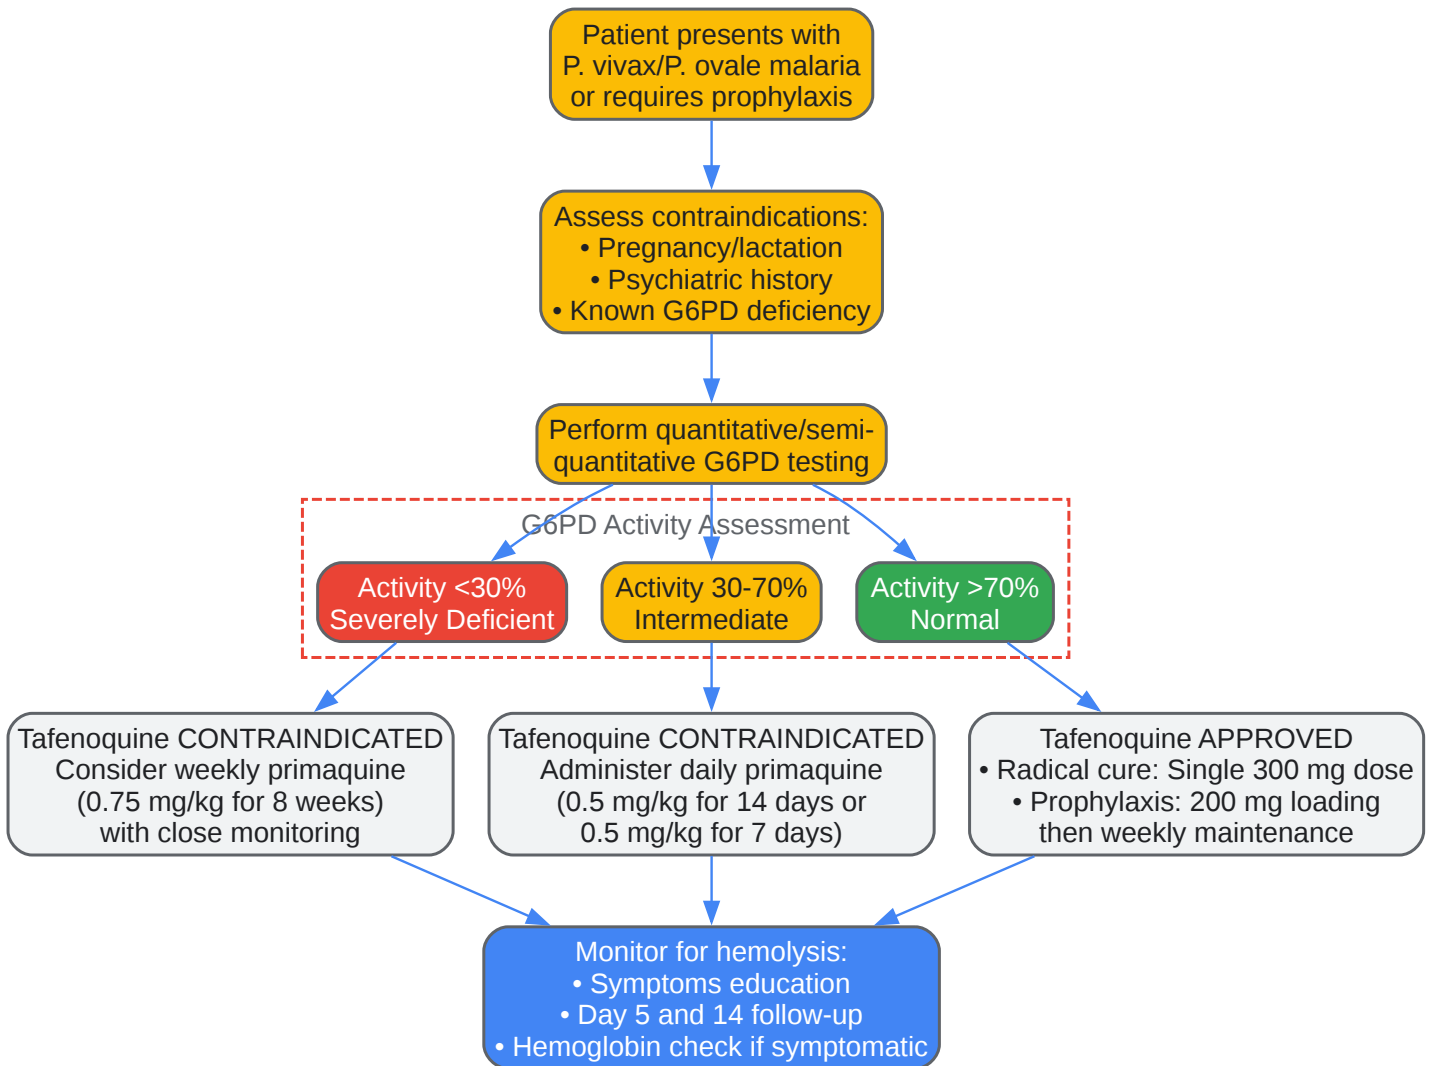 Patient presents with
P. vivax/P. ovale malaria
or requires prophylaxis
Assess contraindications:
• Pregnancy/lactation
• Psychiatric history
• Known G6PD deficiency
Perform quantitative/semi-
quantitative G6PD testing
G6PD Activity Assessment
Activity <30%
Severely Deficient
Activity 30-70%
Intermediate
Activity >70%
Normal
Tafenoquine CONTRAINDICATED
Consider weekly primaquine
(0.75 mg/kg for 8 weeks)
with close monitoring
Tafenoquine CONTRAINDICATED
Administer daily primaquine
(0.5 mg/kg for 14 days or
0.5 mg/kg for 7 days)
Tafenoquine APPROVED
• Radical cure: Single 300 mg dose
• Prophylaxis: 200 mg loading
then weekly maintenance
Monitor for hemolysis:
• Symptoms education
• Day 5 and 14 follow-up
• Hemoglobin check if symptomatic